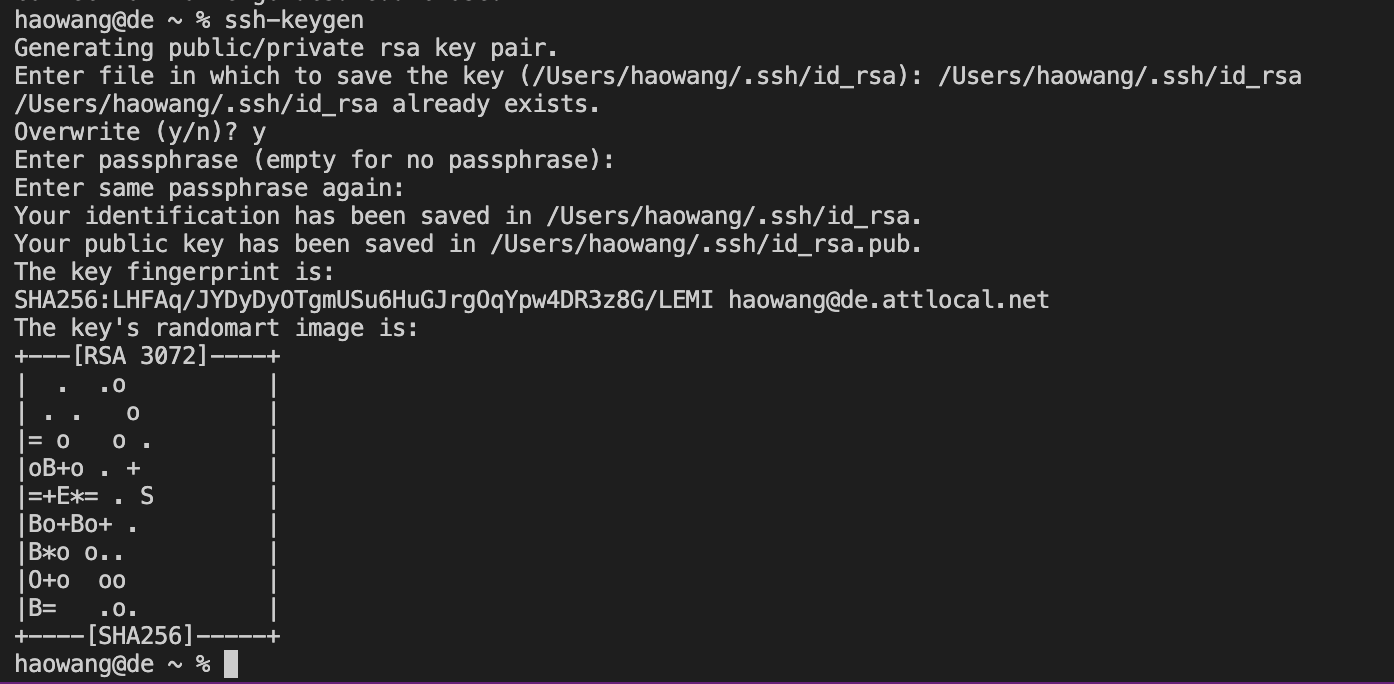 haowang@de ~ % ssh-keygen
Generating public/private rsa key pair.
Enter file in which to save the key (/Users/haowang/.ssh/id_rsa): /Users/haowang/.ssh/id_rsa
/Users/haowang/.ssh/id_rsa already exists.
Overwrite (y/n)? y
Enter passphrase (empty for no passphrase):
Enter same passphrase again:
Your identification has been saved in /Users/haowang/.ssh/id_rsa.
Your public key has been saved in /Users/haowang/.ssh/id_rsa.pub.
The key fingerprint is:
SHA256:LHFAq/JYDyDyOTgmUSu6HuGJrgOqYpw4DR3z8G/LEMI haowang@de.attlocal.net
The key's randomart image is:
+---[RSA 3072]----+
|  .  .o          |
| . .   o         |
|= o   o .        |
|oB+o . +         |
|=+E*= . S        |
|Bo+Bo+ .         |
|B*o o..          |
|O+o  oo          |
|B=   .o.         |
+----[SHA256]-----+
haowang@de ~ %